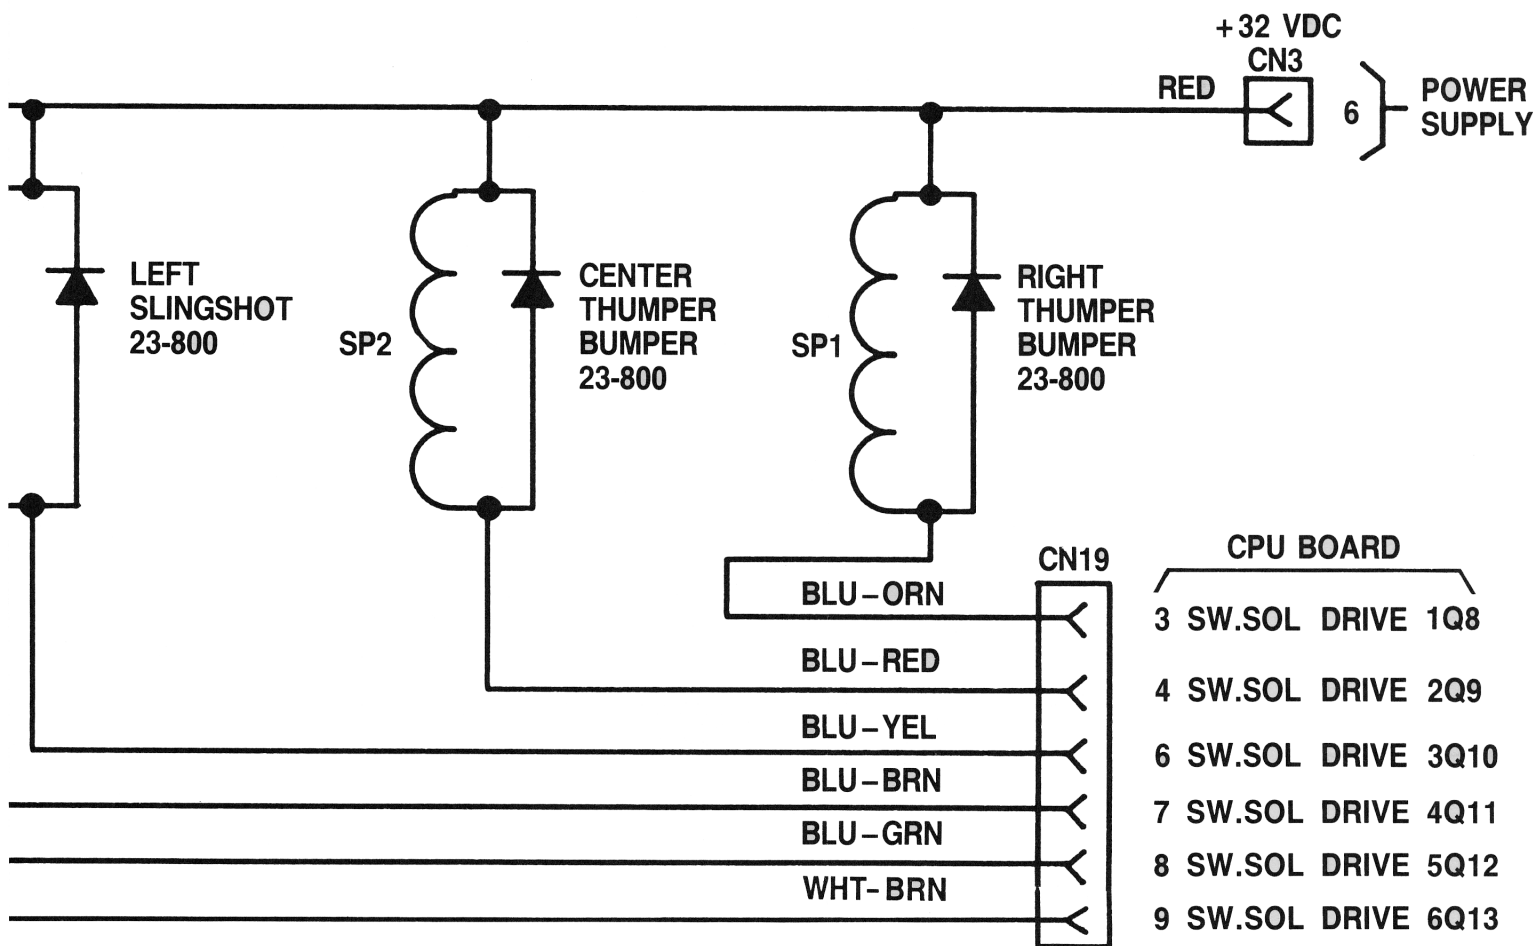 +32 VDC
CN3
RED
6
POWER
SUPPLY
LEFT
SLINGSHOT
23-800
SP2
CENTER
THUMPER
BUMPER
23-800
SP1
RIGHT
THUMPER
BUMPER
23-800
CN19
CPU BOARD
BLU-ORN
3 SW.SOL DRIVE 1Q8
BLU-RED
4 SW.SOL DRIVE 2Q9
BLU-YEL
6 SW.SOL DRIVE 3Q10
BLU-BRN
7 SW.SOL DRIVE 4Q11
BLU-GRN
8 SW.SOL DRIVE 5Q12
WHT-BRN
9 SW.SOL DRIVE 6Q13